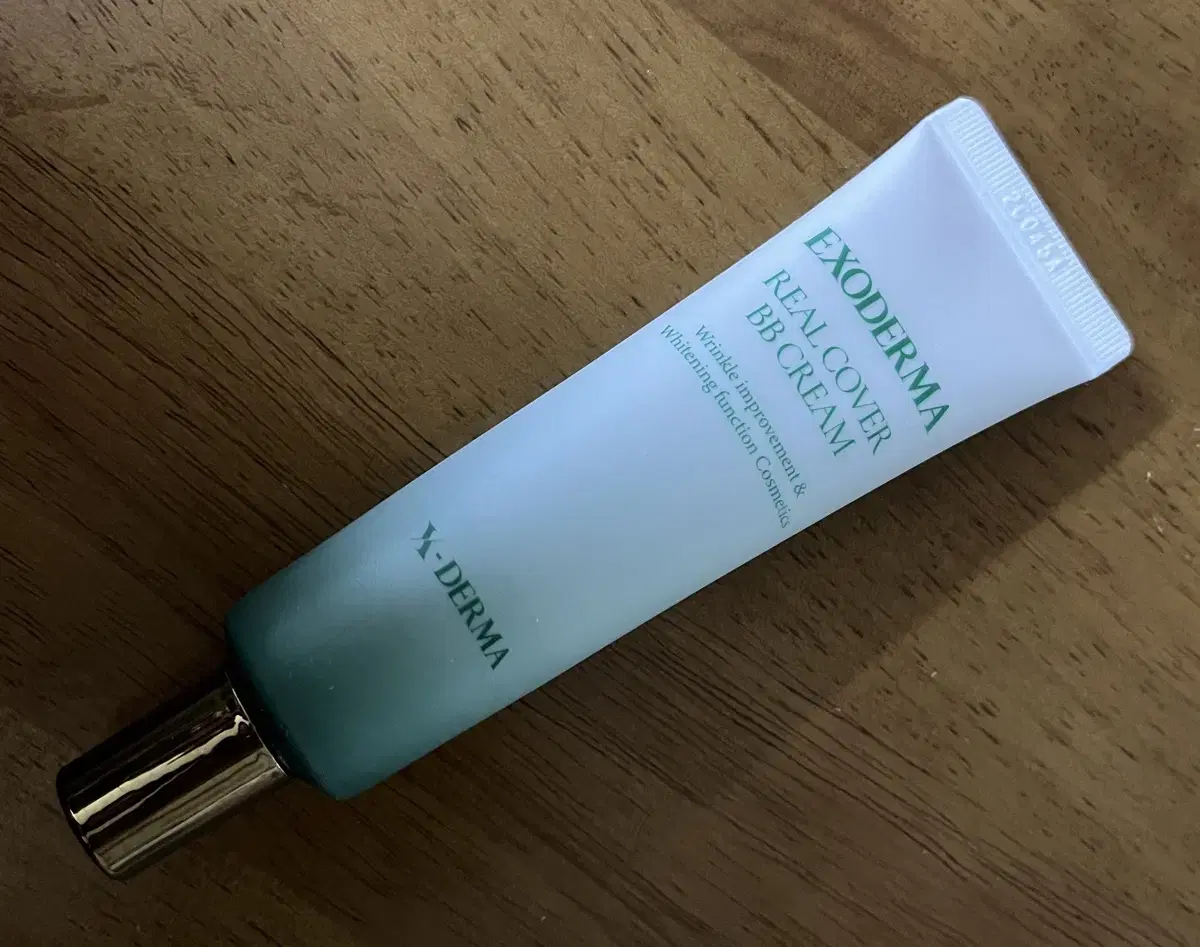 EXODERMA
REAL COVER
BB CREAM
Wrinkle improvement &
Whitening function Cosmetics
X-DERMA